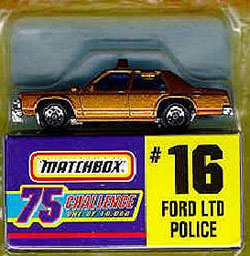 MATCHBOX
75 CHALLENGE
ONE OF 10,000
#16
FORD LTD
POLICE